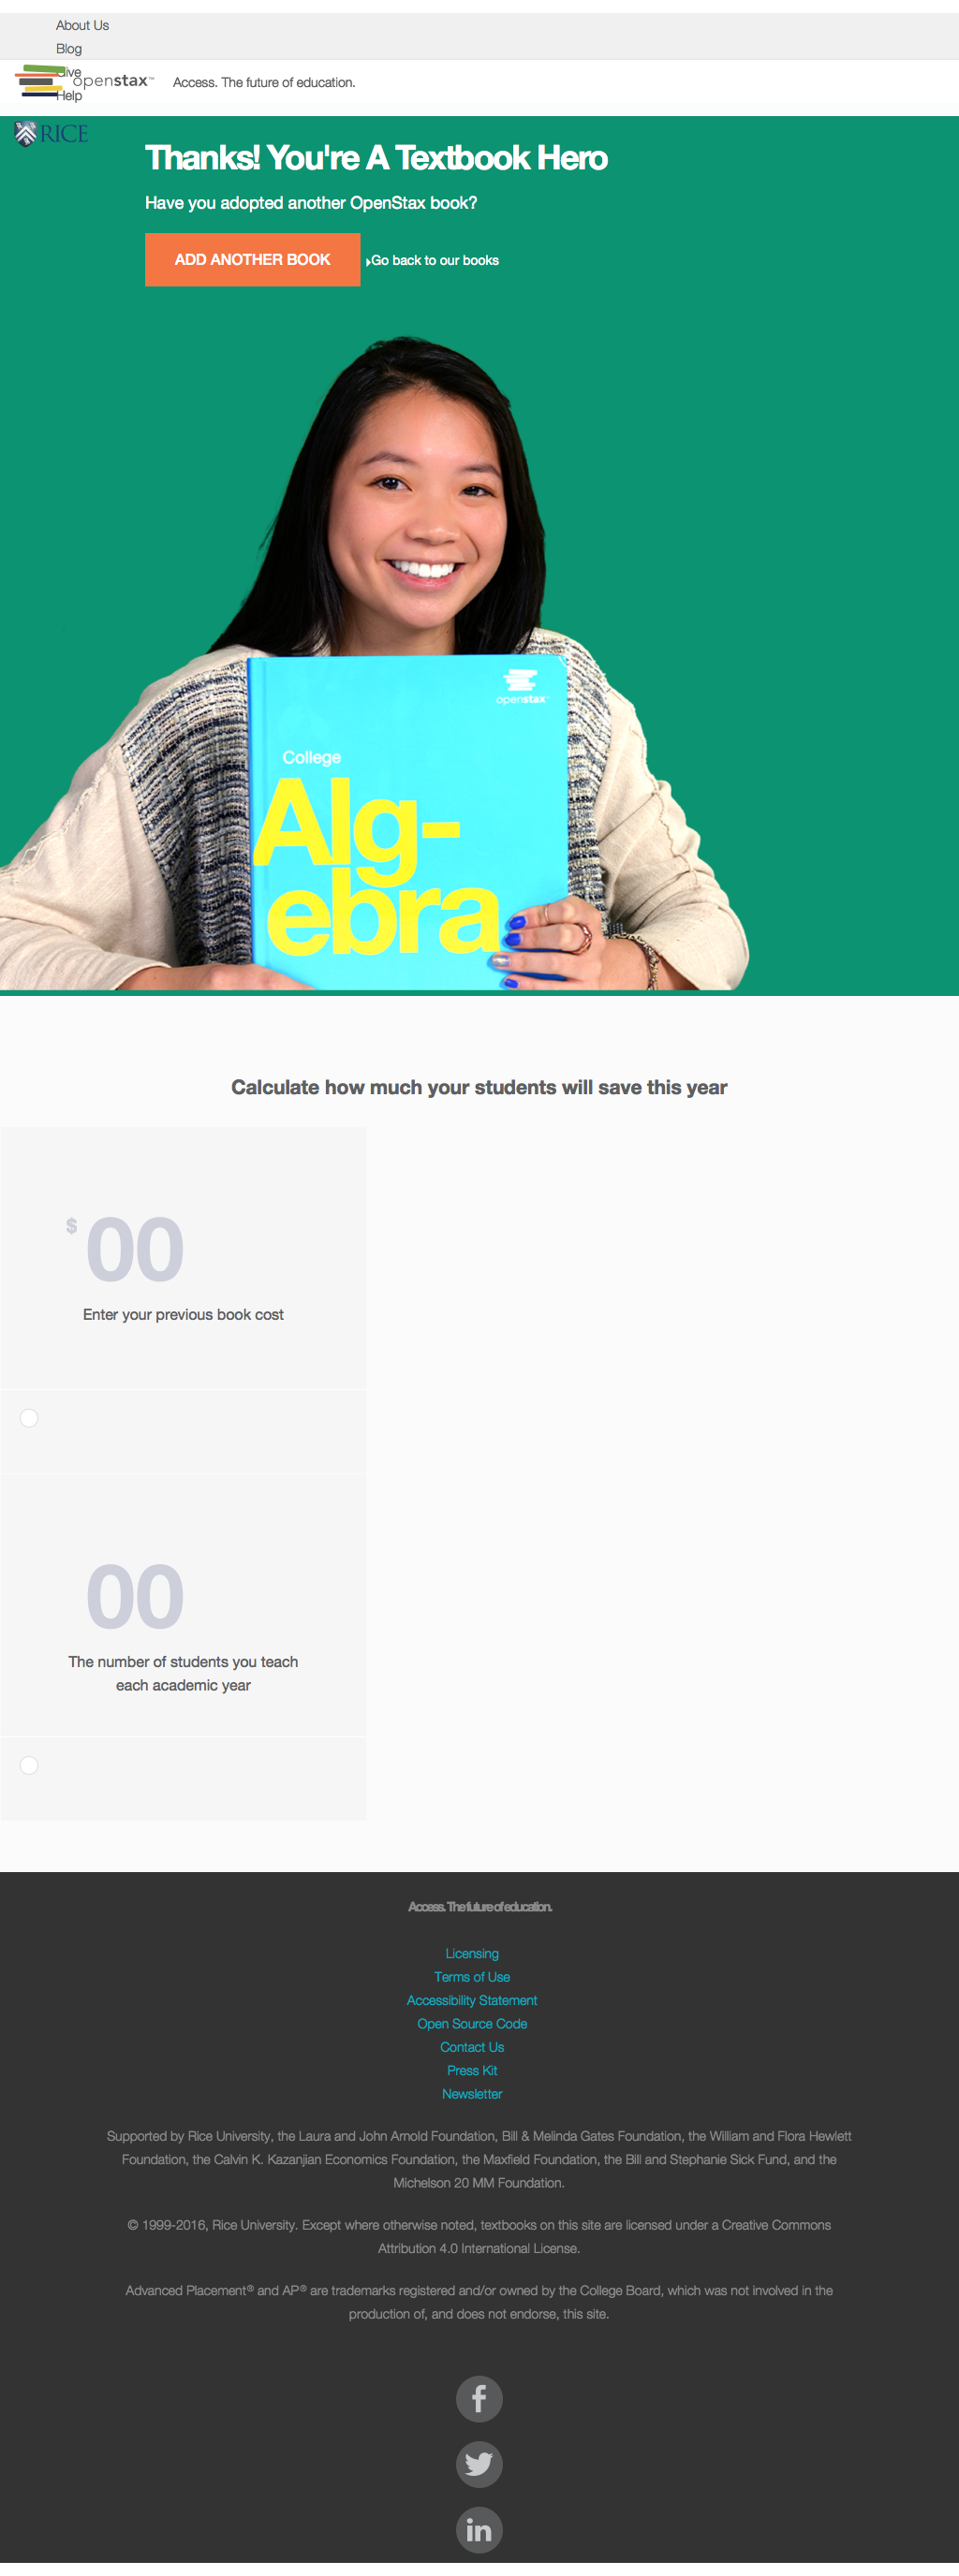 About Us
Blog
Give
Help
openstax™
Access. The future of education.
RICE
Thanks! You're A Textbook Hero
Have you adopted another OpenStax book?
ADD ANOTHER BOOK
Go back to our books
openstax™
College
Alg-
ebra
Calculate how much your students will save this year
$ 00
Enter your previous book cost
00
The number of students you teach
each academic year
Access. The future of education.
Licensing
Terms of Use
Accessibility Statement
Open Source Code
Contact Us
Press Kit
Newsletter
Supported by Rice University, the Laura and John Arnold Foundation, Bill & Melinda Gates Foundation, the William and Flora Hewlett
Foundation, the Calvin K. Kazanjian Economics Foundation, the Maxfield Foundation, the Bill and Stephanie Sick Fund, and the
Michelson 20 MM Foundation.
© 1999-2016, Rice University. Except where otherwise noted, textbooks on this site are licensed under a Creative Commons
Attribution 4.0 International License.
Advanced Placement® and AP® are trademarks registered and/or owned by the College Board, which was not involved in the
production of, and does not endorse, this site.
f
in